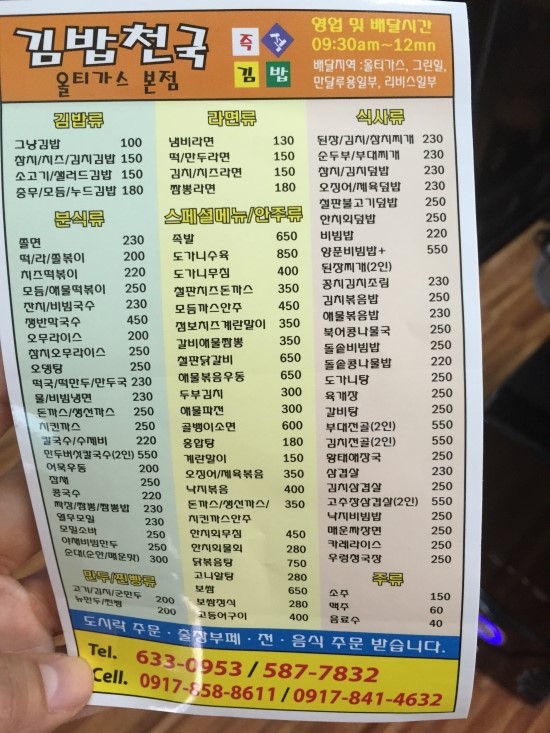 김밥천국
올티가스 본점
즉석
김밥
영업 및 배달시간
09:30am~12mn
배달지역 :올티가스, 그린힐,
만달루용일부, 리비스일부
김밥류
그냥김밥 100
참치/치즈/김치김밥 150
소고기/샐러드김밥 150
충무/모듬/누드김밥 180
분식류
쫄면 230
떡/라/쫄볶이 200
치즈떡볶이 220
모듬/해물떡볶이 250
잔치/비빔국수 230
쟁반막국수 450
오무라이스 200
참치오무라이스 250
오뎅탕 250
떡국/떡만두/만두국 230
물/비빔냉면 230
돈까스/생선까스 250
치킨까스 250
칼국수/수제비 220
만두버섯칼국수(2인) 550
어묵우동 200
잡채 250
콩국수 220
짜장/짬뽕/짬뽕밥 230
열무모밀 230
모밀소바 250
야채비빔만두 250
순대(순한/매운맛) 300
만두/찐빵류
고기/김치/군만두 200
뉴만두/찐빵 200
라면류
냄비라면 130
떡/만두라면 150
김치/치즈라면 150
짬뽕라면 180
스페셜메뉴/안주류
족발 650
도가니수육 850
도가니무침 400
철판치즈돈까스 350
모듬까스안주 450
점보치즈계란말이 350
갈비해물짬뽕 350
철판닭갈비 650
해물볶음우동 650
두부김치 300
해물파전 300
골뱅이소면 600
홍합탕 180
계란말이 150
오징어/제육볶음 350
낙지볶음 400
돈까스/생선까스/ 350
치킨까스안주
한치회무침 450
한치회물회 280
닭볶음탕 750
고니알탕 280
보쌈 650
보쌈정식 280
고등어구이 400
식사류
된장/김치/참치찌개 230
순두부/부대찌개 230
참치/김치덮밥 230
오징어/제육덮밥 230
철판불고기덮밥 250
한치회덮밥 250
비빔밥 220
양푼비빔밥+ 550
된장찌개(2인)
꽁치김치조림 230
김치볶음밥 250
해물볶음밥 230
북어콩나물국 250
돌솥비빔밥 250
돌솥콩나물밥 220
도가니탕 250
육개장 250
갈비탕 250
부대전골(2인) 550
김치전골(2인) 550
황태해장국 250
삼겹살 230
김치삼겹살 250
고추장삼겹살(2인) 550
낙지비빔밥 250
매운짜장면 250
카레라이스 250
우렁청국장 250
주류
소주 150
맥주 60
음료수 40
도시락 주문 · 출장부페 · 전 · 음식 주문 받습니다.
Tel. 633-0953 / 587-7832
Cell. 0917-858-8611 / 0917-841-4632